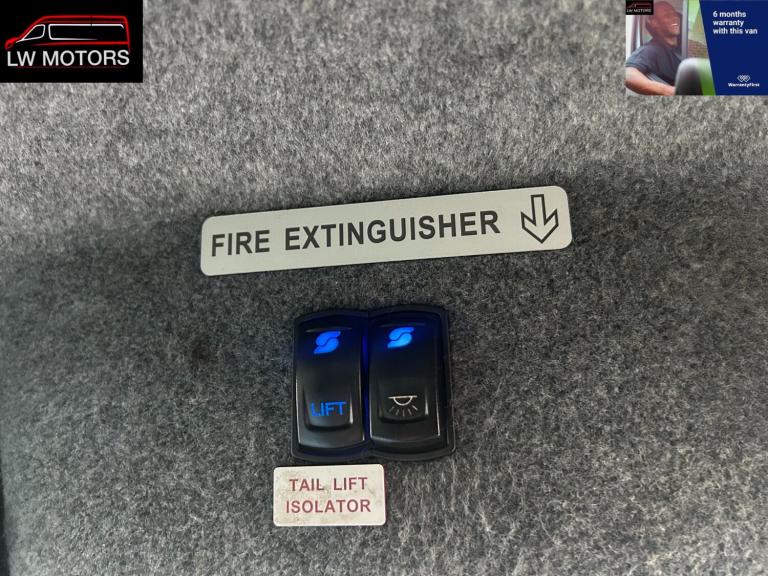 LW MOTORS
LW MOTORS
6 months
warranty
with this van
WarrantyFirst
FIRE EXTINGUISHER
LIFT
TAIL LIFT
ISOLATOR